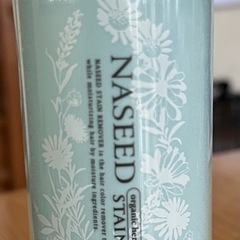 NASEED
organic her
STAIN
NASEED STAIN REMOVER is the hair color remover
while moisturizing hair by moisture ingredients.